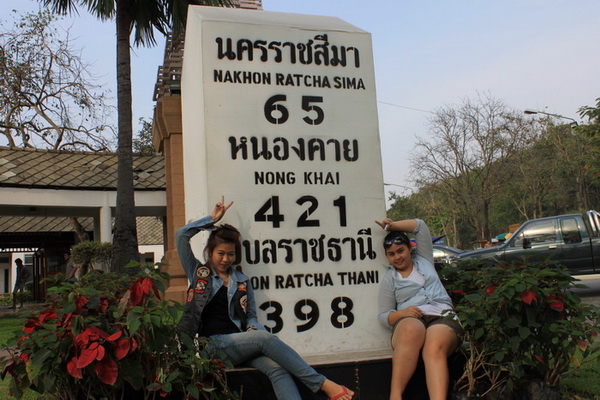 นครราชสีมา
NAKHON RATCHA SIMA
65
หนองคาย
NONG KHAI
421
บลราชธานี
ON RATCHA THANI
398